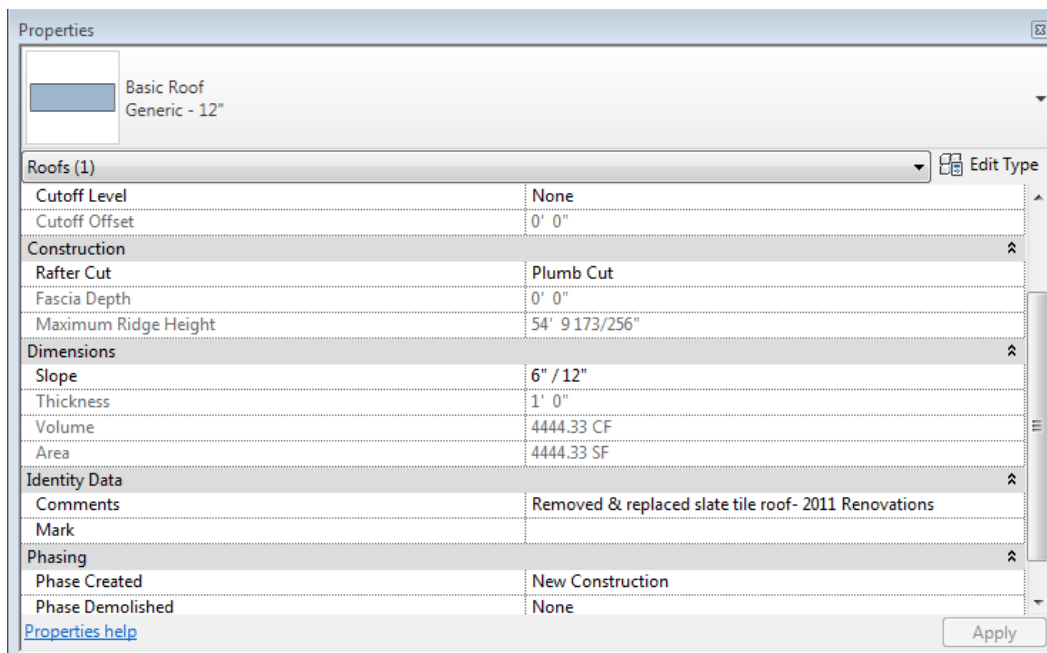 Properties
Basic Roof
Generic - 12"
Roofs (1) Edit Type
Cutoff Level None
Cutoff Offset 0' 0"
Construction
Rafter Cut Plumb Cut
Fascia Depth 0' 0"
Maximum Ridge Height 54' 9 173/256"
Dimensions
Slope 6" / 12"
Thickness 1' 0"
Volume 4444.33 CF
Area 4444.33 SF
Identity Data
Comments Removed & replaced slate tile roof- 2011 Renovations
Mark
Phasing
Phase Created New Construction
Phase Demolished None
Properties help Apply